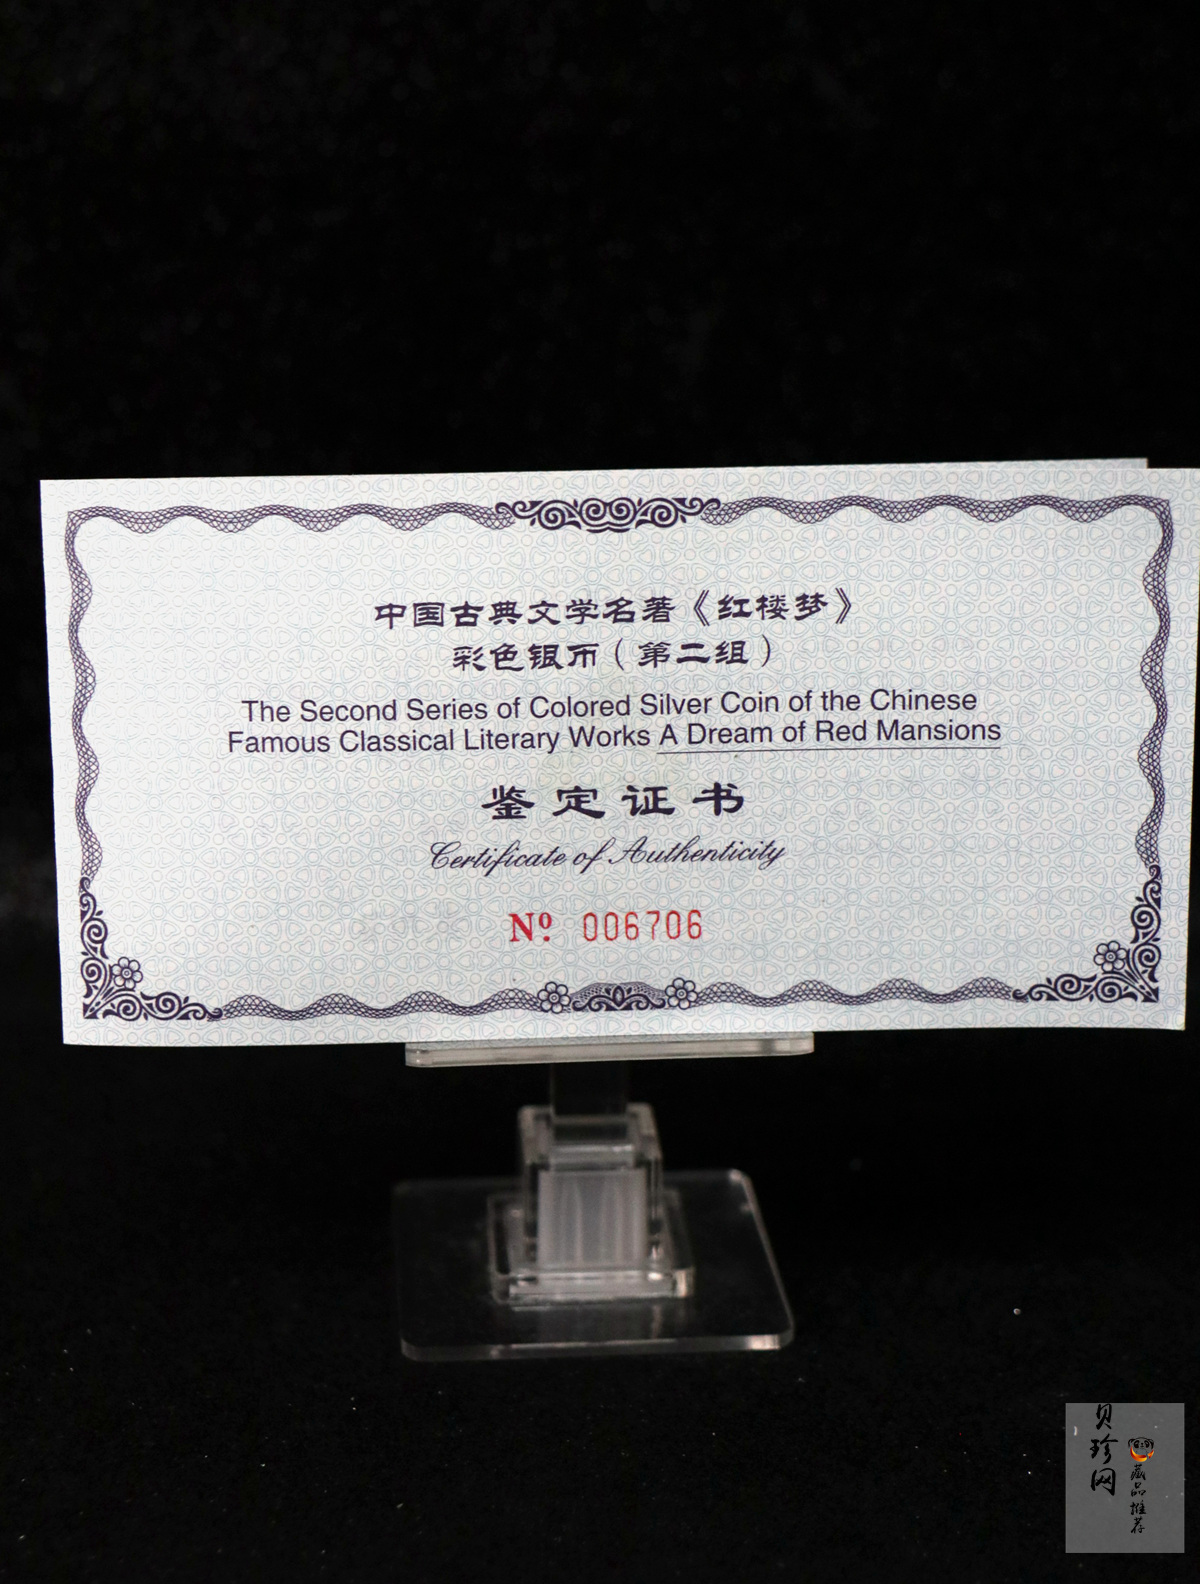 中国古典文学名著《红楼梦》
彩色银币（第二组）
The Second Series of Colored Silver Coin of the Chinese
Famous Classical Literary Works A Dream of Red Mansions
鉴定证书
Certificate of Authenticity
Nº 006706
贝珍网
藏品推荐